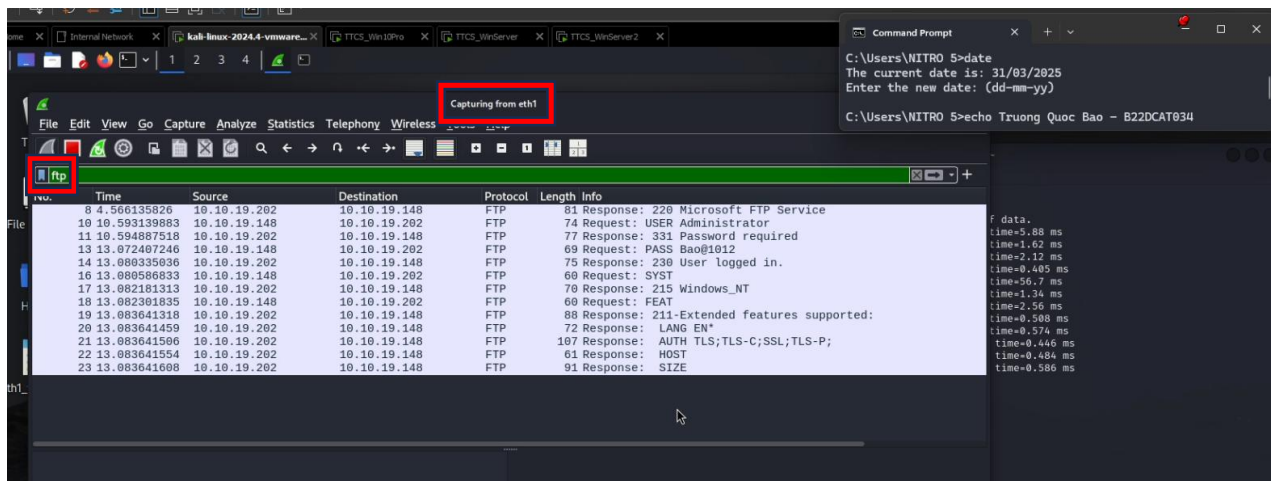 ome X Internal Network X kali-linux-2024.4-vmware... X TTCS_Win10Pro X TTCS_WinServer X TTCS_WinServer2 X
1 2 3 4
Command Prompt
C:\Users\NITRO 5>date
The current date is: 31/03/2025
Enter the new date: (dd-mm-yy)
C:\Users\NITRO 5>echo Truong Quoc Bao - B22DCAT034
Capturing from eth1
File Edit View Go Capture Analyze Statistics Telephony Wireless
ftp
No. Time Source Destination Protocol Length Info
8 4.566135826 10.10.19.202 10.10.19.148 FTP 81 Response: 220 Microsoft FTP Service
10 10.593139883 10.10.19.148 10.10.19.202 FTP 74 Request: USER Administrator
11 10.594887518 10.10.19.202 10.10.19.148 FTP 77 Response: 331 Password required
13 13.072407246 10.10.19.148 10.10.19.202 FTP 69 Request: PASS Bao@1012
14 13.080335036 10.10.19.202 10.10.19.148 FTP 75 Response: 230 User logged in.
16 13.080586833 10.10.19.148 10.10.19.202 FTP 60 Request: SYST
17 13.082181313 10.10.19.202 10.10.19.148 FTP 70 Response: 215 Windows_NT
18 13.082301835 10.10.19.148 10.10.19.202 FTP 60 Request: FEAT
19 13.083641318 10.10.19.202 10.10.19.148 FTP 88 Response: 211-Extended features supported:
20 13.083641459 10.10.19.202 10.10.19.148 FTP 72 Response: LANG EN*
21 13.083641506 10.10.19.202 10.10.19.148 FTP 107 Response: AUTH TLS;TLS-C;SSL;TLS-P;
22 13.083641554 10.10.19.202 10.10.19.148 FTP 61 Response: HOST
23 13.083641608 10.10.19.202 10.10.19.148 FTP 91 Response: SIZE
File
H
th1_
f data.
time=5.88 ms
time=1.62 ms
time=2.12 ms
time=0.405 ms
time=56.7 ms
time=1.34 ms
time=2.56 ms
time=0.508 ms
time=0.574 ms
time=0.446 ms
time=0.484 ms
time=0.586 ms